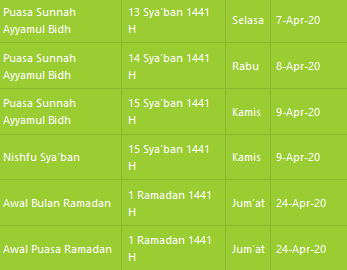 Puasa Sunnah
Ayyamul Bidh
13 Sya'ban 1441
H
Selasa
7-Apr-20
Puasa Sunnah
Ayyamul Bidh
14 Sya'ban 1441
H
Rabu
8-Apr-20
Puasa Sunnah
Ayyamul Bidh
15 Sya'ban 1441
H
Kamis
9-Apr-20
Nishfu Sya'ban
15 Sya'ban 1441
H
Kamis
9-Apr-20
Awal Bulan Ramadan
1 Ramadan 1441
H
Jum'at
24-Apr-20
Awal Puasa Ramadan
1 Ramadan 1441
H
Jum'at
24-Apr-20